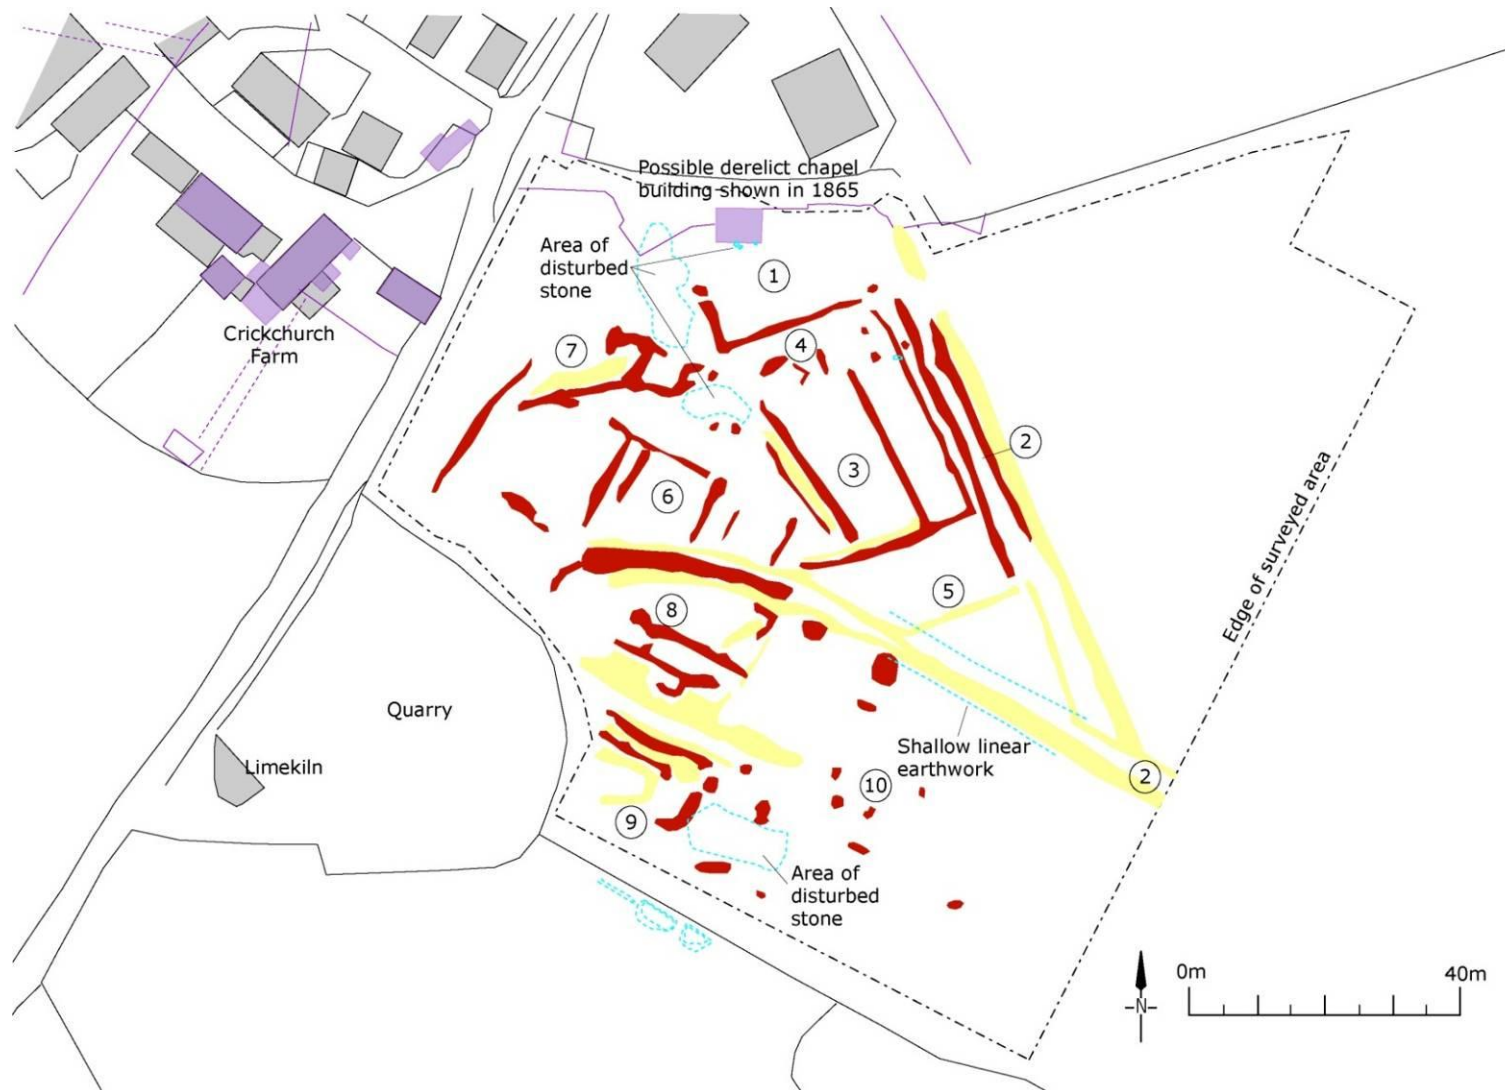 Possible derelict chapel
building shown in 1865
Area of
disturbed
stone
1
Crickchurch
Farm
7
4
2
3
6
Edge of surveyed area
5
8
Quarry
Shallow linear
earthwork
Limekiln
2
10
9
Area of
disturbed
stone
0m
40m
N